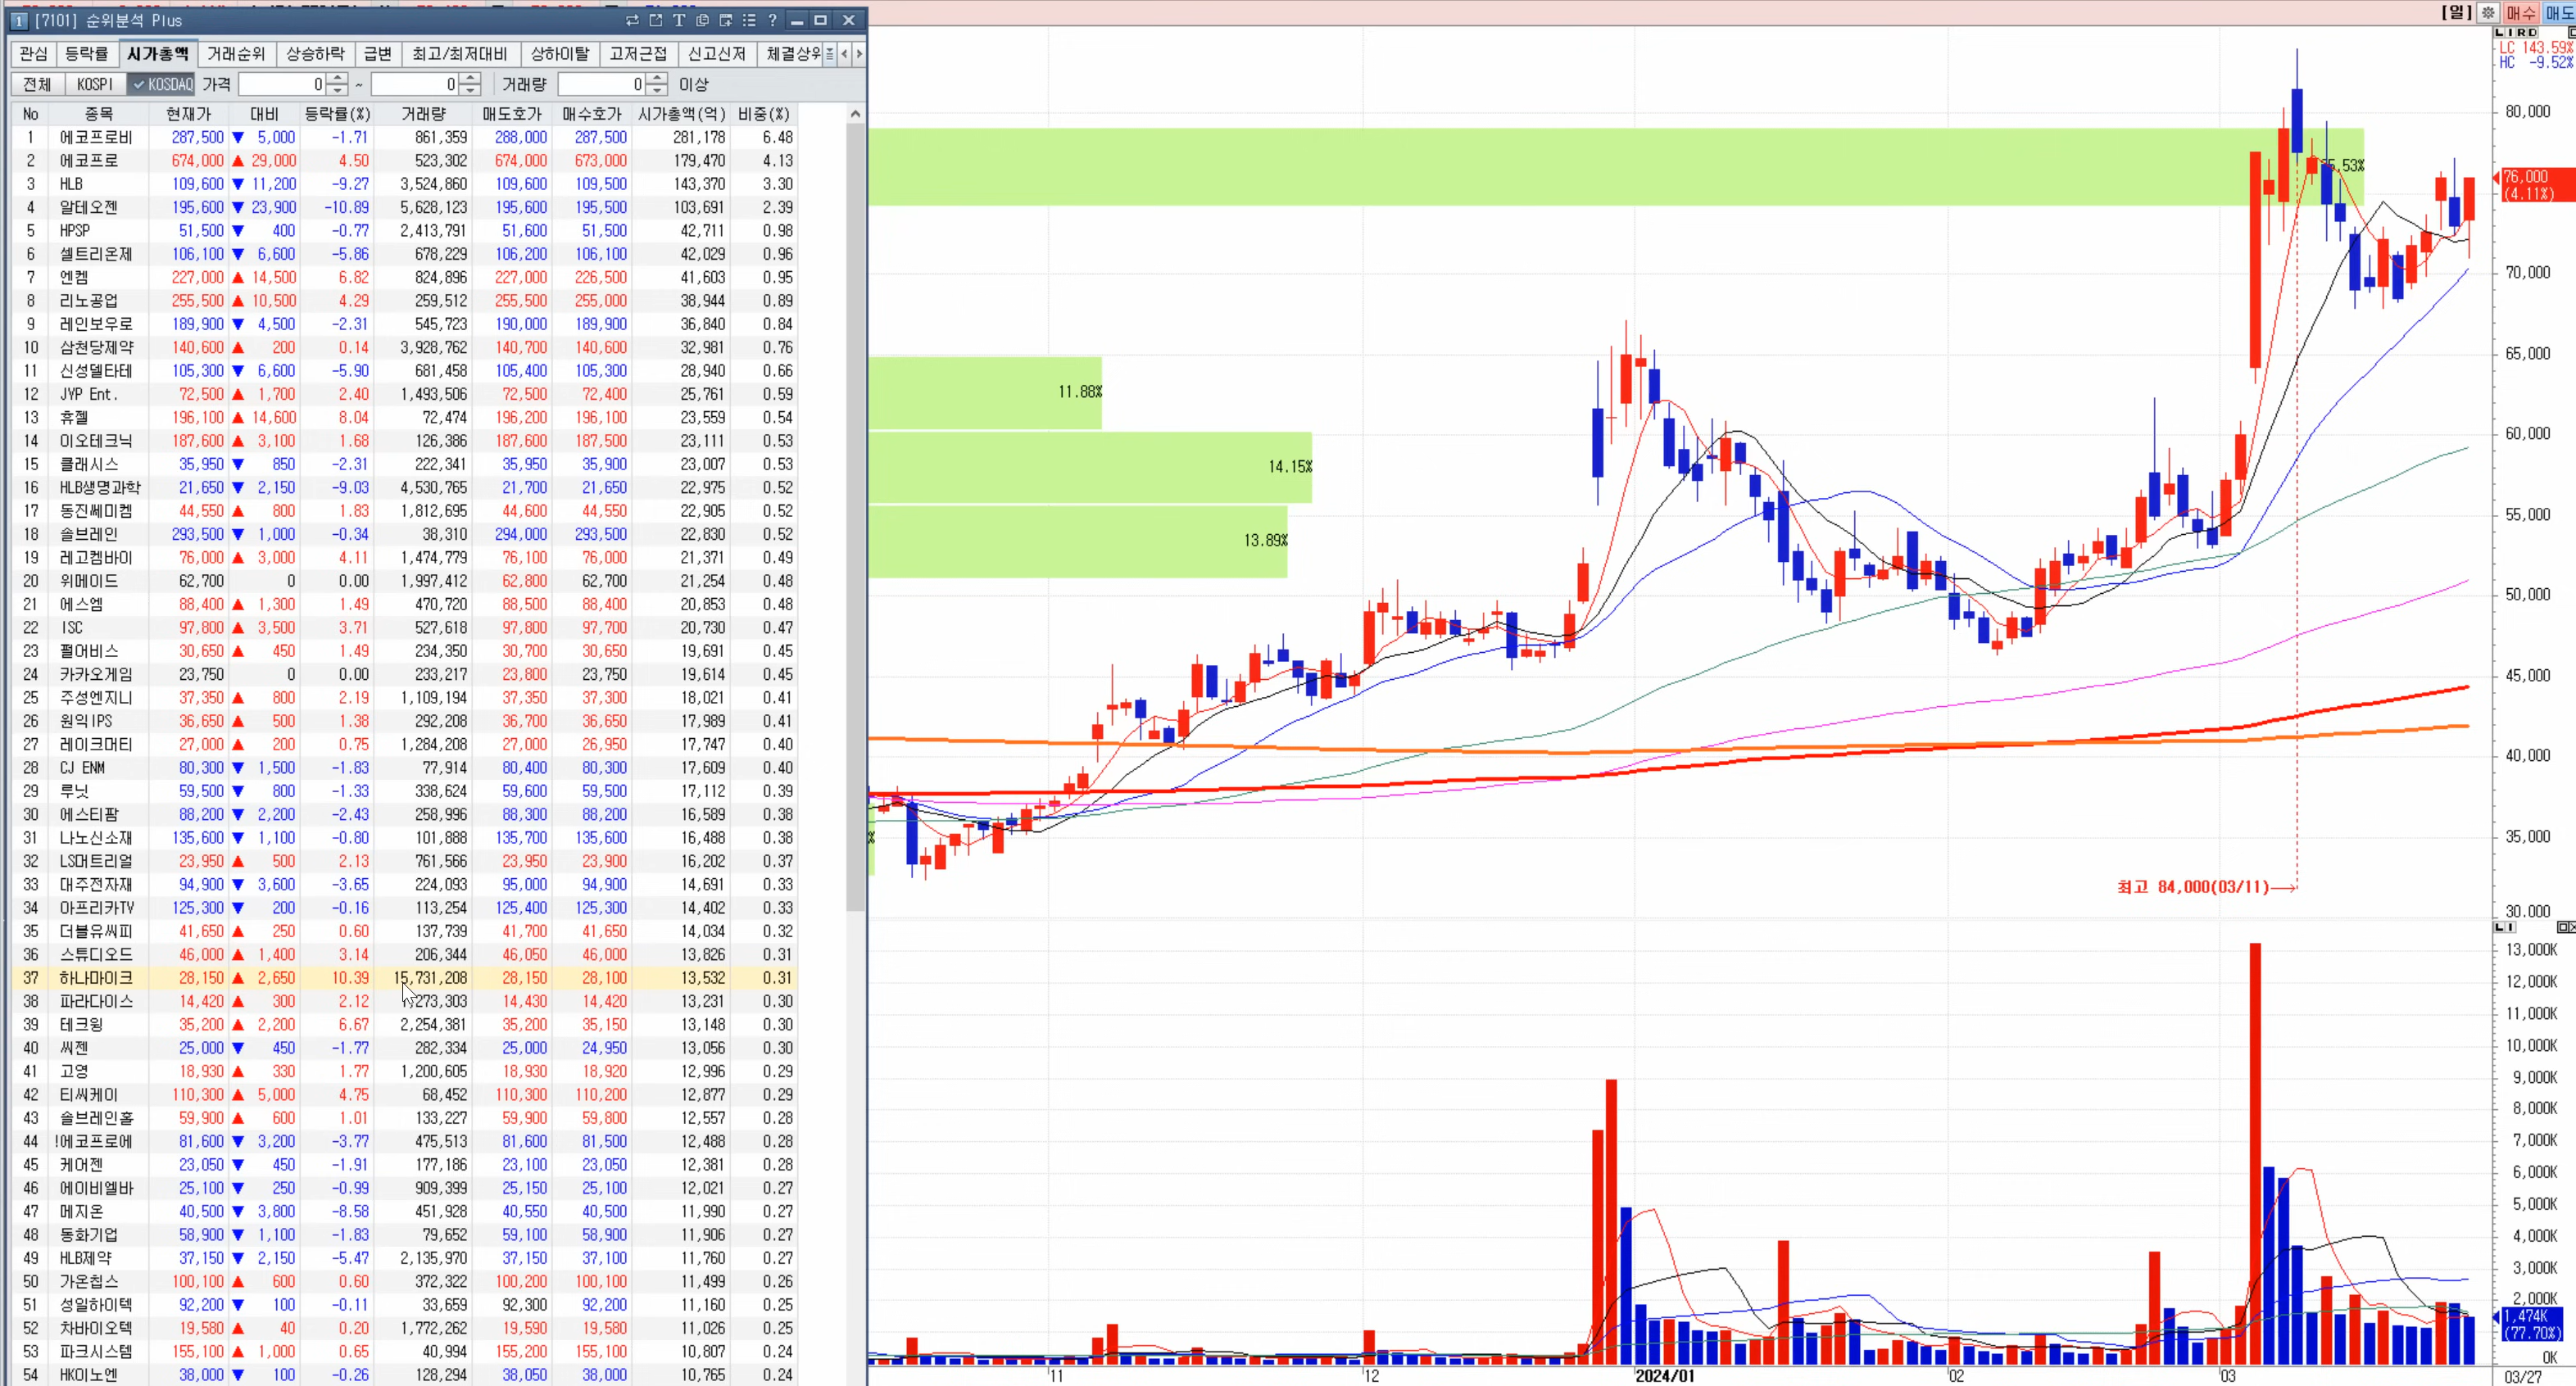 [7101] 순위분석 Plus
관심 등락률 시가총액 거래순위 상승하락 급변 최고/최저대비 상하이탈 고저근접 신고신저 체결상위
전체 KOSPI KOSDAQ 가격 0 ~ 0 거래량 0 이상
No 종목 현재가 대비 등락률(%) 거래량 매도호가 매수호가 시가총액(억) 비중(%)
1 에코프로비 287,500 ▼ 5,000 -1.71 861,359 288,000 287,500 281,178 6.48
2 에코프로 674,000 ▲ 29,000 4.50 523,302 674,000 673,000 179,470 4.13
3 HLB 109,600 ▼ 11,200 -9.27 3,524,860 109,600 109,500 143,370 3.30
4 알테오젠 195,600 ▼ 23,900 -10.89 5,628,123 195,600 195,500 103,691 2.39
5 HPSP 51,500 ▼ 400 -0.77 2,413,791 51,600 51,500 42,711 0.98
6 셀트리온제 106,100 ▼ 6,600 -5.86 678,229 106,200 106,100 42,029 0.96
7 엔켐 227,000 ▲ 14,500 6.82 824,896 227,000 226,500 41,603 0.95
8 리노공업 255,500 ▲ 10,500 4.29 259,512 255,500 255,000 38,944 0.89
9 레인보우로 189,900 ▼ 4,500 -2.31 545,723 190,000 189,900 36,840 0.84
10 삼천당제약 140,600 ▲ 200 0.14 3,928,762 140,700 140,600 32,981 0.76
11 신성델타테 105,300 ▼ 6,600 -5.90 681,458 105,400 105,300 28,940 0.66
12 JYP Ent. 72,500 ▲ 1,700 2.40 1,493,506 72,500 72,400 25,761 0.59
13 휴젤 196,100 ▲ 14,600 8.04 72,474 196,200 196,100 23,559 0.54
14 이오테크닉 187,600 ▲ 3,100 1.68 126,386 187,600 187,500 23,111 0.53
15 클래시스 35,950 ▼ 850 -2.31 222,341 35,950 35,900 23,007 0.53
16 HLB생명과학 21,650 ▼ 2,150 -9.03 4,530,765 21,700 21,650 22,975 0.52
17 동진쎄미켐 44,550 ▲ 800 1.83 1,812,695 44,600 44,550 22,905 0.52
18 솔브레인 293,500 ▼ 1,000 -0.34 38,310 294,000 293,500 22,830 0.52
19 레고켐바이 76,000 ▲ 3,000 4.11 1,474,779 76,100 76,000 21,371 0.49
20 위메이드 62,700 0 0.00 1,997,412 62,800 62,700 21,254 0.48
21 에스엠 88,400 ▲ 1,300 1.49 470,720 88,500 88,400 20,853 0.48
22 ISC 97,800 ▲ 3,500 3.71 527,618 97,800 97,700 20,730 0.47
23 펄어비스 30,650 ▲ 450 1.49 234,350 30,700 30,650 19,691 0.45
24 카카오게임 23,750 0 0.00 233,217 23,800 23,750 19,614 0.45
25 주성엔지니 37,350 ▲ 800 2.19 1,109,194 37,350 37,300 18,021 0.41
26 원익IPS 36,650 ▲ 500 1.38 292,208 36,700 36,650 17,989 0.41
27 레이크머티 27,000 ▲ 200 0.75 1,284,208 27,000 26,950 17,747 0.40
28 CJ ENM 80,300 ▼ 1,500 -1.83 77,914 80,400 80,300 17,609 0.40
29 루닛 59,500 ▼ 800 -1.33 338,624 59,600 59,500 17,112 0.39
30 에스티팜 88,200 ▼ 2,200 -2.43 258,996 88,300 88,200 16,589 0.38
31 나노신소재 135,600 ▼ 1,100 -0.80 101,888 135,700 135,600 16,488 0.38
32 LS머트리얼 23,950 ▲ 500 2.13 761,566 23,950 23,900 16,202 0.37
33 대주전자재 94,900 ▼ 3,600 -3.65 224,093 95,000 94,900 14,691 0.33
34 아프리카TV 125,300 ▼ 200 -0.16 113,254 125,400 125,300 14,402 0.33
35 더블유씨피 41,650 ▲ 250 0.60 137,739 41,700 41,650 14,034 0.32
36 스튜디오드 46,000 ▲ 1,400 3.14 206,344 46,050 46,000 13,826 0.31
37 하나마이크 28,150 ▲ 2,650 10.39 15,731,208 28,150 28,100 13,532 0.31
38 파라다이스 14,420 ▲ 300 2.12 1,273,303 14,430 14,420 13,231 0.30
39 테크윙 35,200 ▲ 2,200 6.67 2,254,381 35,200 35,150 13,148 0.30
40 씨젠 25,000 ▼ 450 -1.77 282,334 25,000 24,950 13,056 0.30
41 고영 18,930 ▲ 330 1.77 1,200,605 18,930 18,920 12,996 0.29
42 티씨케이 110,300 ▲ 5,000 4.75 68,452 110,300 110,200 12,877 0.29
43 솔브레인홀 59,900 ▲ 600 1.01 133,227 59,900 59,800 12,557 0.28
44 !에코프로에 81,600 ▼ 3,200 -3.77 475,513 81,600 81,500 12,488 0.28
45 케어젠 23,050 ▼ 450 -1.91 177,186 23,100 23,050 12,381 0.28
46 에이비엘바 25,100 ▼ 250 -0.99 909,399 25,150 25,100 12,021 0.27
47 메지온 40,500 ▼ 3,800 -8.58 451,928 40,550 40,500 11,990 0.27
48 동화기업 58,900 ▼ 1,100 -1.83 79,652 59,100 58,900 11,906 0.27
49 HLB제약 37,150 ▼ 2,150 -5.47 2,135,970 37,150 37,100 11,760 0.27
50 가온칩스 100,100 ▲ 600 0.60 372,322 100,200 100,100 11,499 0.26
51 성일하이텍 92,200 ▼ 100 -0.11 33,659 92,300 92,200 11,160 0.25
52 차바이오텍 19,580 ▲ 40 0.20 1,772,262 19,590 19,580 11,026 0.25
53 파크시스템 155,100 ▲ 1,000 0.65 40,994 155,200 155,100 10,807 0.24
54 HK이노엔 38,000 ▼ 100 -0.26 128,294 38,050 38,000 10,765 0.24
[일] 매수 매도
L I R D
LC 143.59%
HC -9.52%
80,000
76,000
(4.11%)
70,000
65,000
60,000
55,000
50,000
45,000
40,000
35,000
30.000
5,53%
11.88%
14.15%
13.89%
%
최고 84,000(03/11)
L I
13,000K
12,000K
11,000K
10,000K
9,000K
8,000K
7,000K
6,000K
5,000K
4,000K
3,000K
2,000K
1,474K
(77.70%)
0K
11 12 2024/01 02 03 03/27